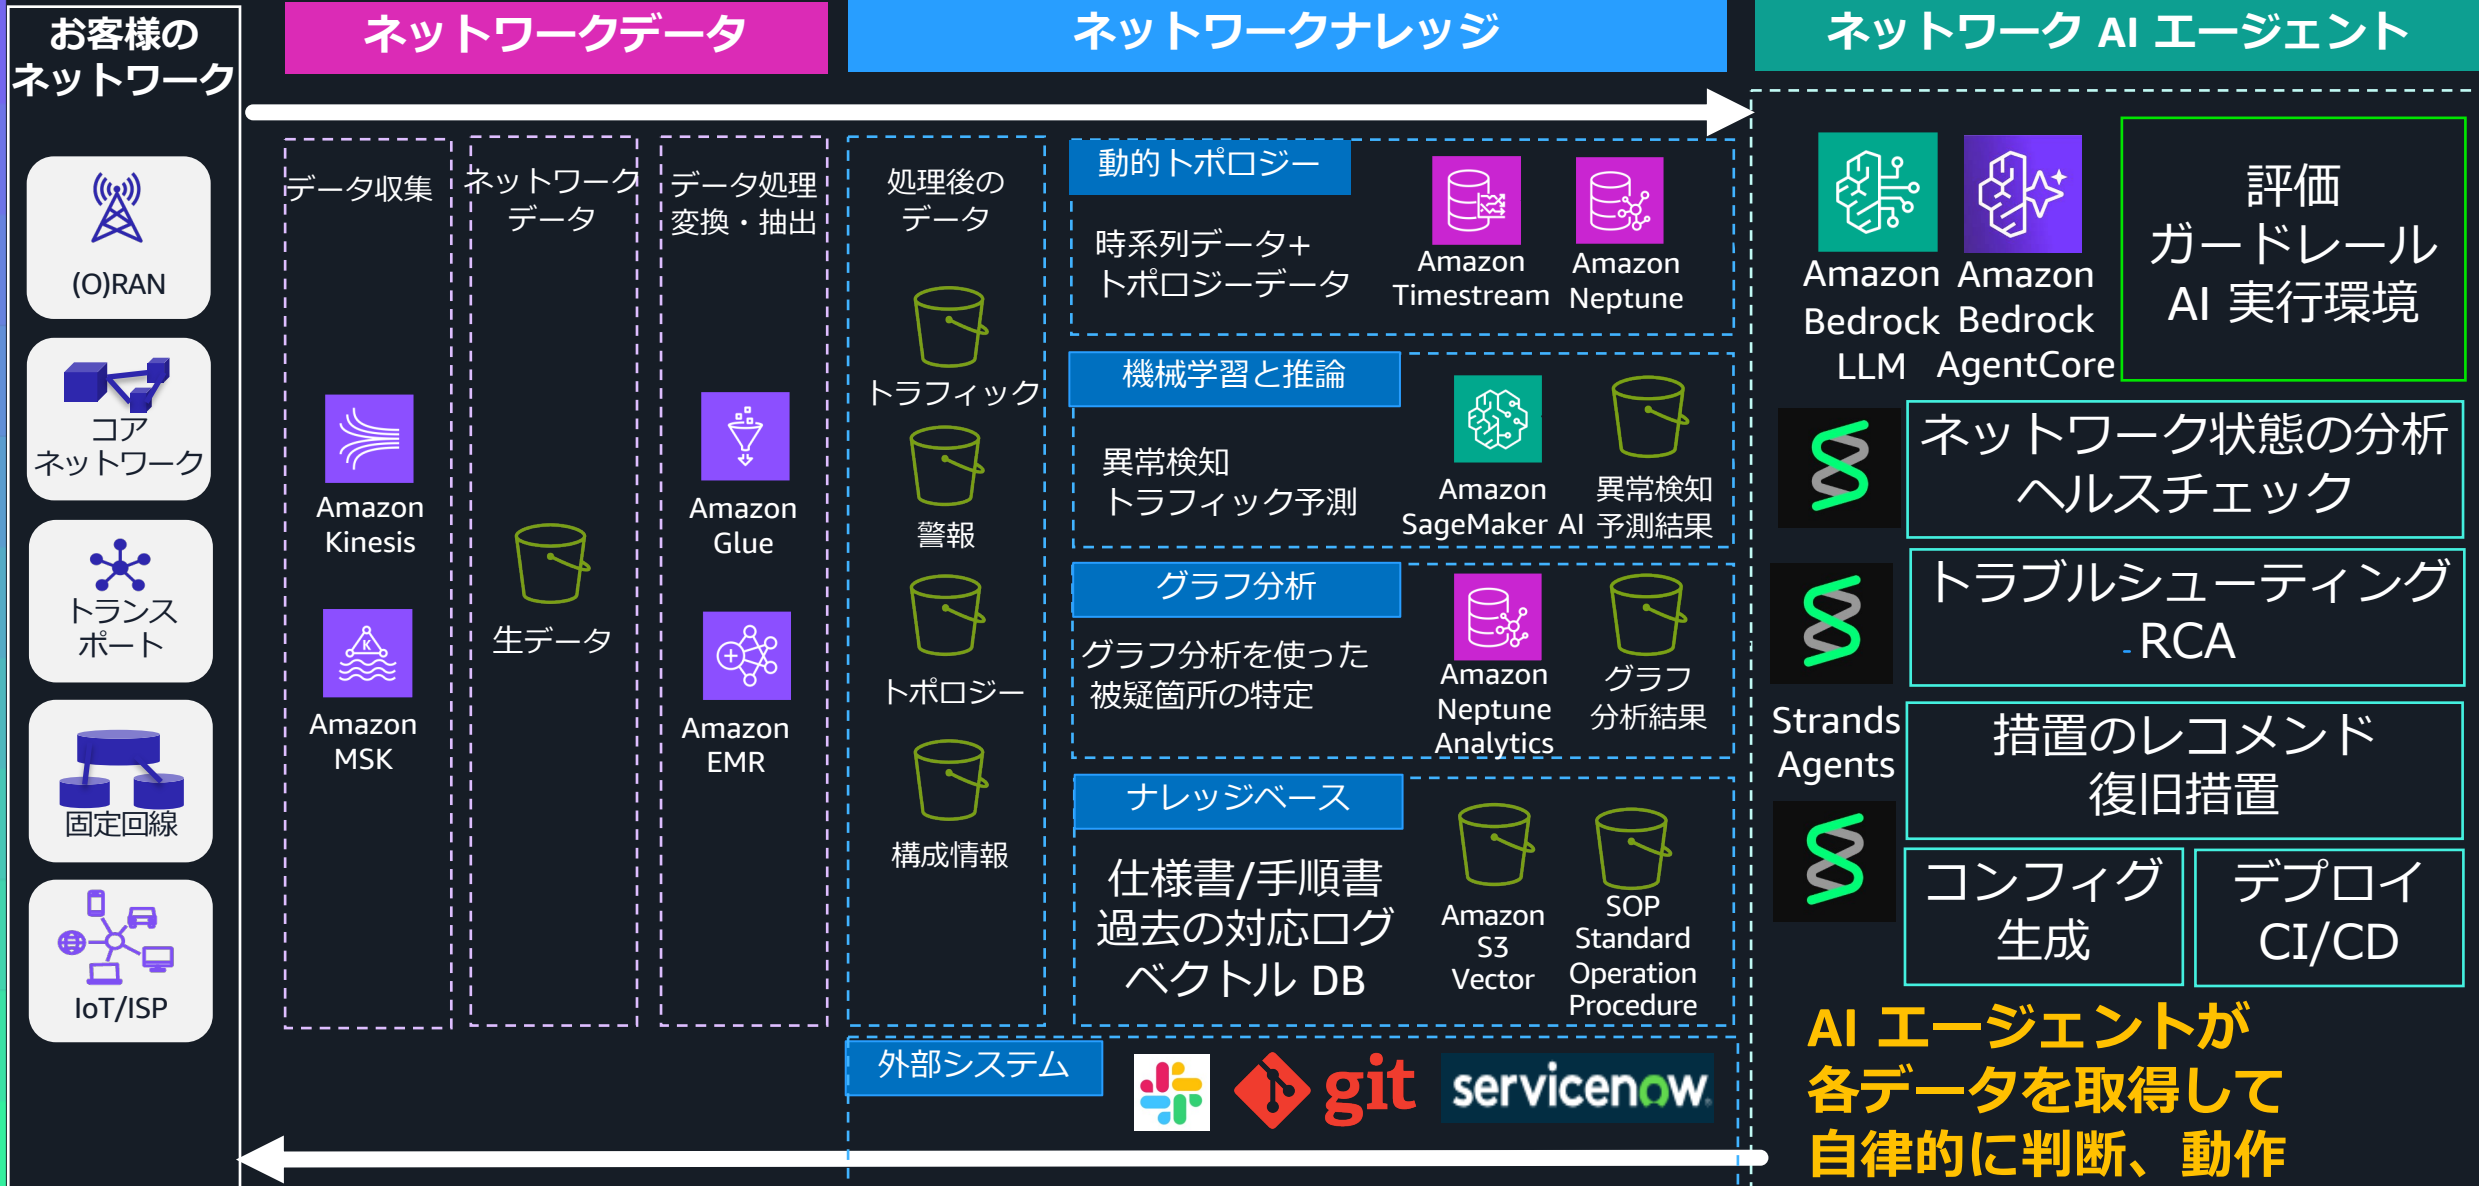 お客様の
ネットワーク
(O)RAN
コア
ネットワーク
トランス
ポート
固定回線
IoT/ISP
ネットワークデータ
データ収集
Amazon
Kinesis
K
Amazon
MSK
ネットワーク
データ
生データ
データ処理
変換・抽出
Amazon
Glue
Amazon
EMR
ネットワークナレッジ
処理後の
データ
トラフィック
警報
トポロジー
構成情報
動的トポロジー
時系列データ+
トポロジーデータ
Amazon
Timestream
Amazon
Neptune
機械学習と推論
異常検知
トラフィック予測
Amazon
SageMaker AI
異常検知
予測結果
グラフ分析
グラフ分析を使った
被疑箇所の特定
Amazon
Neptune
Analytics
グラフ
分析結果
ナレッジベース
仕様書/手順書
過去の対応ログ
ベクトル DB
Amazon
S3
Vector
SOP
Standard
Operation
Procedure
外部システム
git
servicenow
ネットワーク AI エージェント
Amazon
Bedrock
LLM
Amazon
Bedrock
AgentCore
評価
ガードレール
AI 実行環境
Strands
Agents
ネットワーク状態の分析
ヘルスチェック
トラブルシューティング
- RCA
措置のレコメンド
復旧措置
コンフィグ
生成
デプロイ
CI/CD
AI エージェントが
各データを取得して
自律的に判断、動作